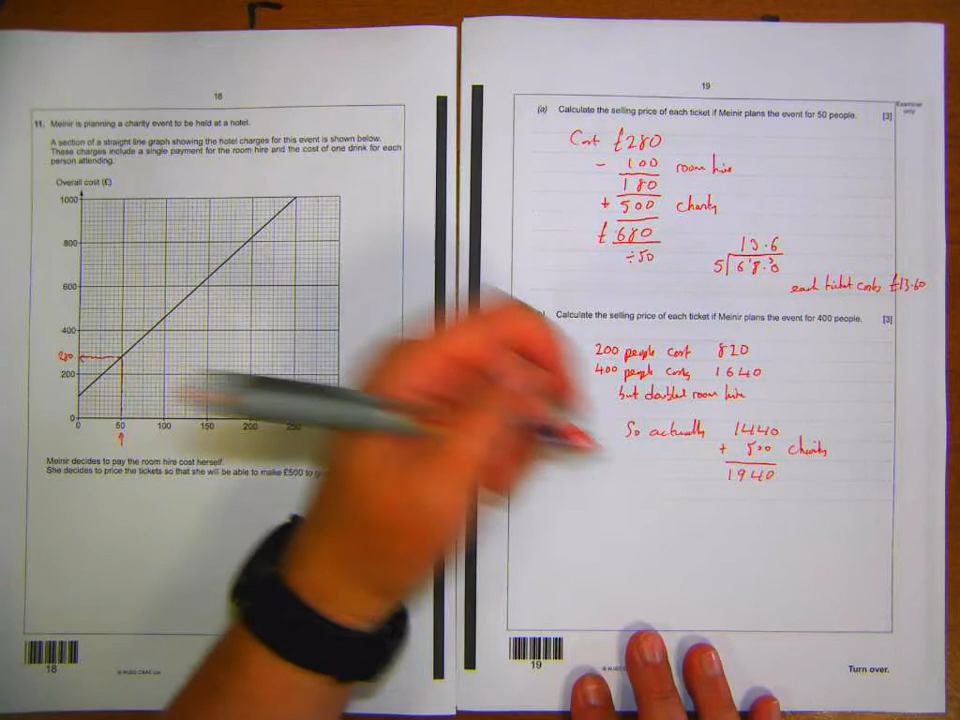 18
11. Meinir is planning a charity event to be held at a hotel.
A section of a straight line graph showing the hotel charges for this event is shown below.
These charges include a single payment for the room hire and the cost of one drink for each
person attending.
Overall cost (£)
1000
800
600
400
280
200
0
0 50 100 150 200 250
Meinir decides to pay the room hire cost herself.
She decides to price the tickets so that she will be able to make £500 to
18
19
Examiner
only
(a) Calculate the selling price of each ticket if Meinir plans the event for 50 people. [3]
Cost £280
- 100 room hire
180
+ 500 charity
£ 680
÷50
13.6
5 68.0
each ticket costs £13.60
Calculate the selling price of each ticket if Meinir plans the event for 400 people. [3]
200 people cost 820
400 people costs 1640
but doubled room hire
So actually 1440
+ 500 charity
1940
19
Turn over.